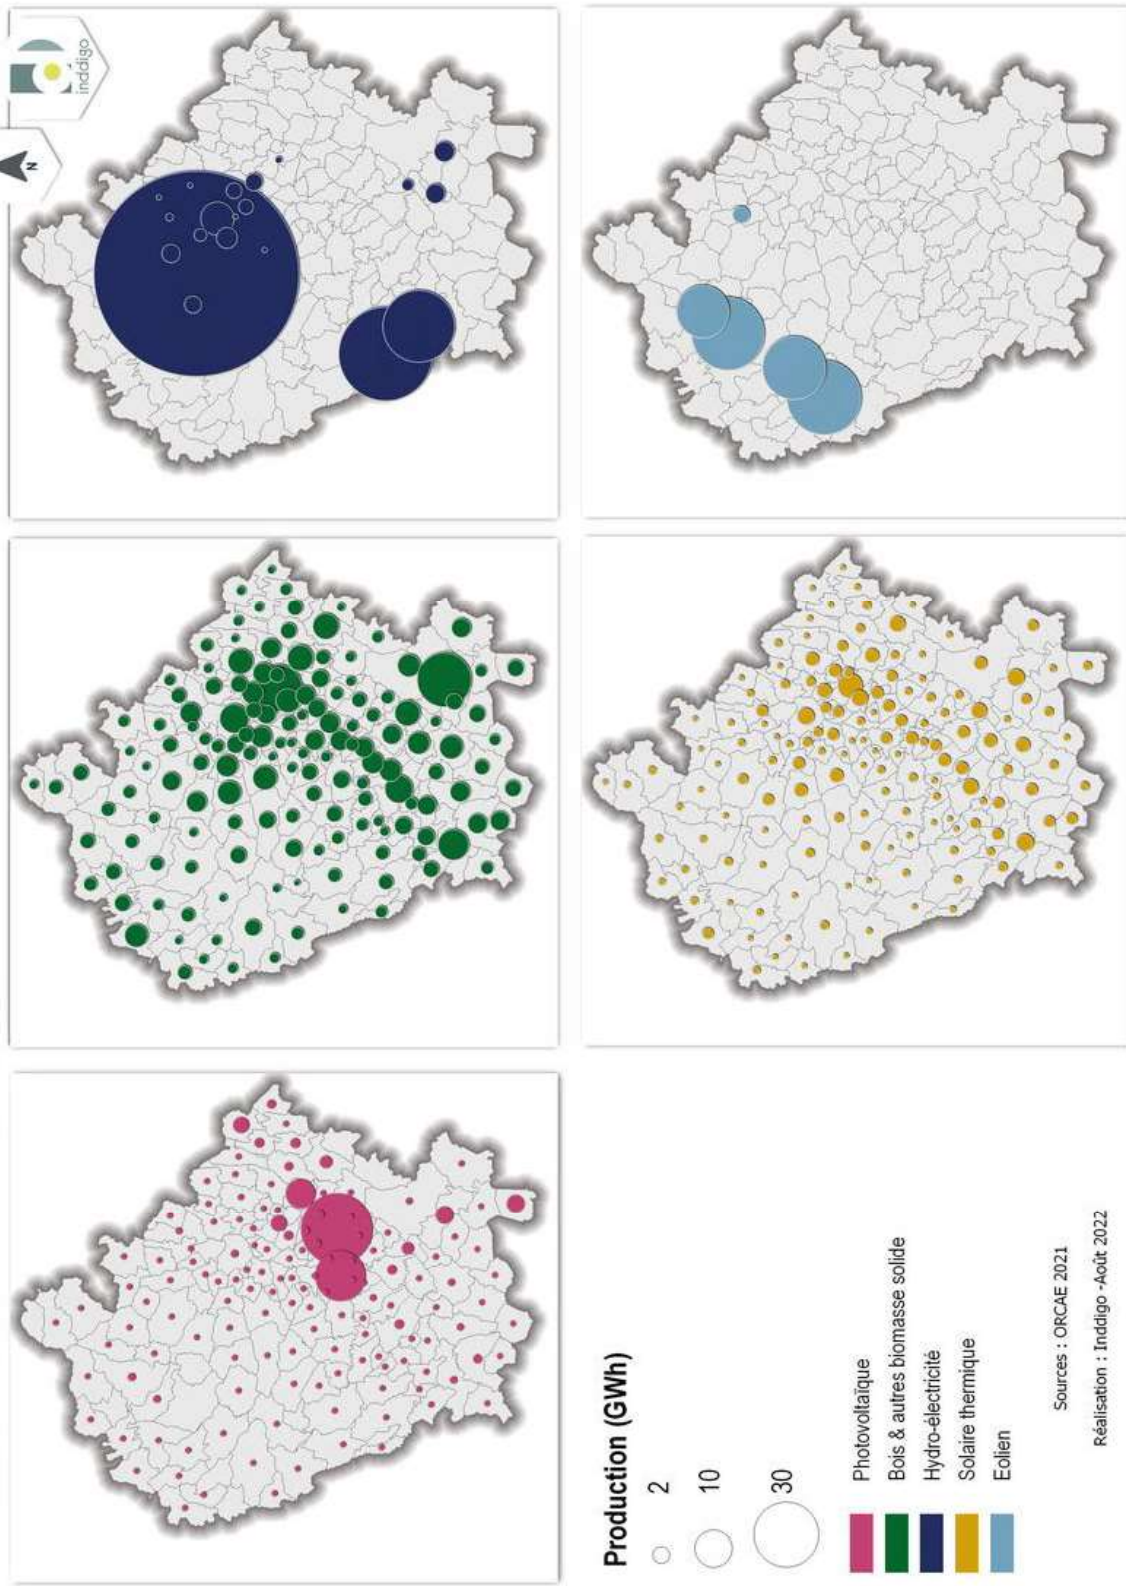 inddigo
N
Production (GWh)
2
10
30
Photovoltaïque
Bois & autres biomasse solide
Hydro-électricité
Solaire thermique
Eolien
Sources : ORCAE 2021
Réalisation : Inddigo -Août 2022